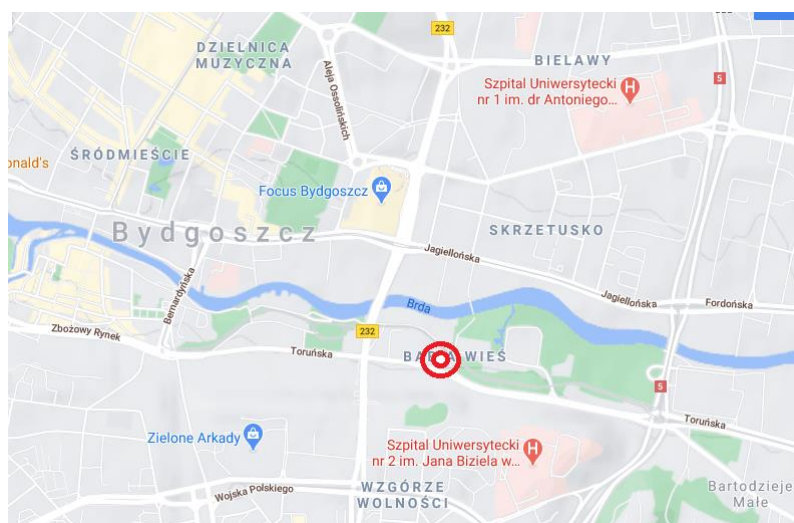 232
DZIELNICA
MUZYCZNA
BIELAWY
Szpital Uniwersytecki
nr 1 im. dr Antoniego...
5
Aleja Ossolińskich
ŚRÓDMIEŚCIE
onald's
Focus Bydgoszcz
Bydgoszcz
SKRZETUSKO
Jagiellońska
Bernardyńska
Brda
Jagiellońska
Fordońska
Zbożowy Rynek
232
Toruńska
WIEŚ
5
Toruńska
Zielone Arkady
Szpital Uniwersytecki
nr 2 im. Jana Biziela w...
Wojska Polskiego
WZGÓRZE
WOLNOŚCI
Bartodzieje
Małe